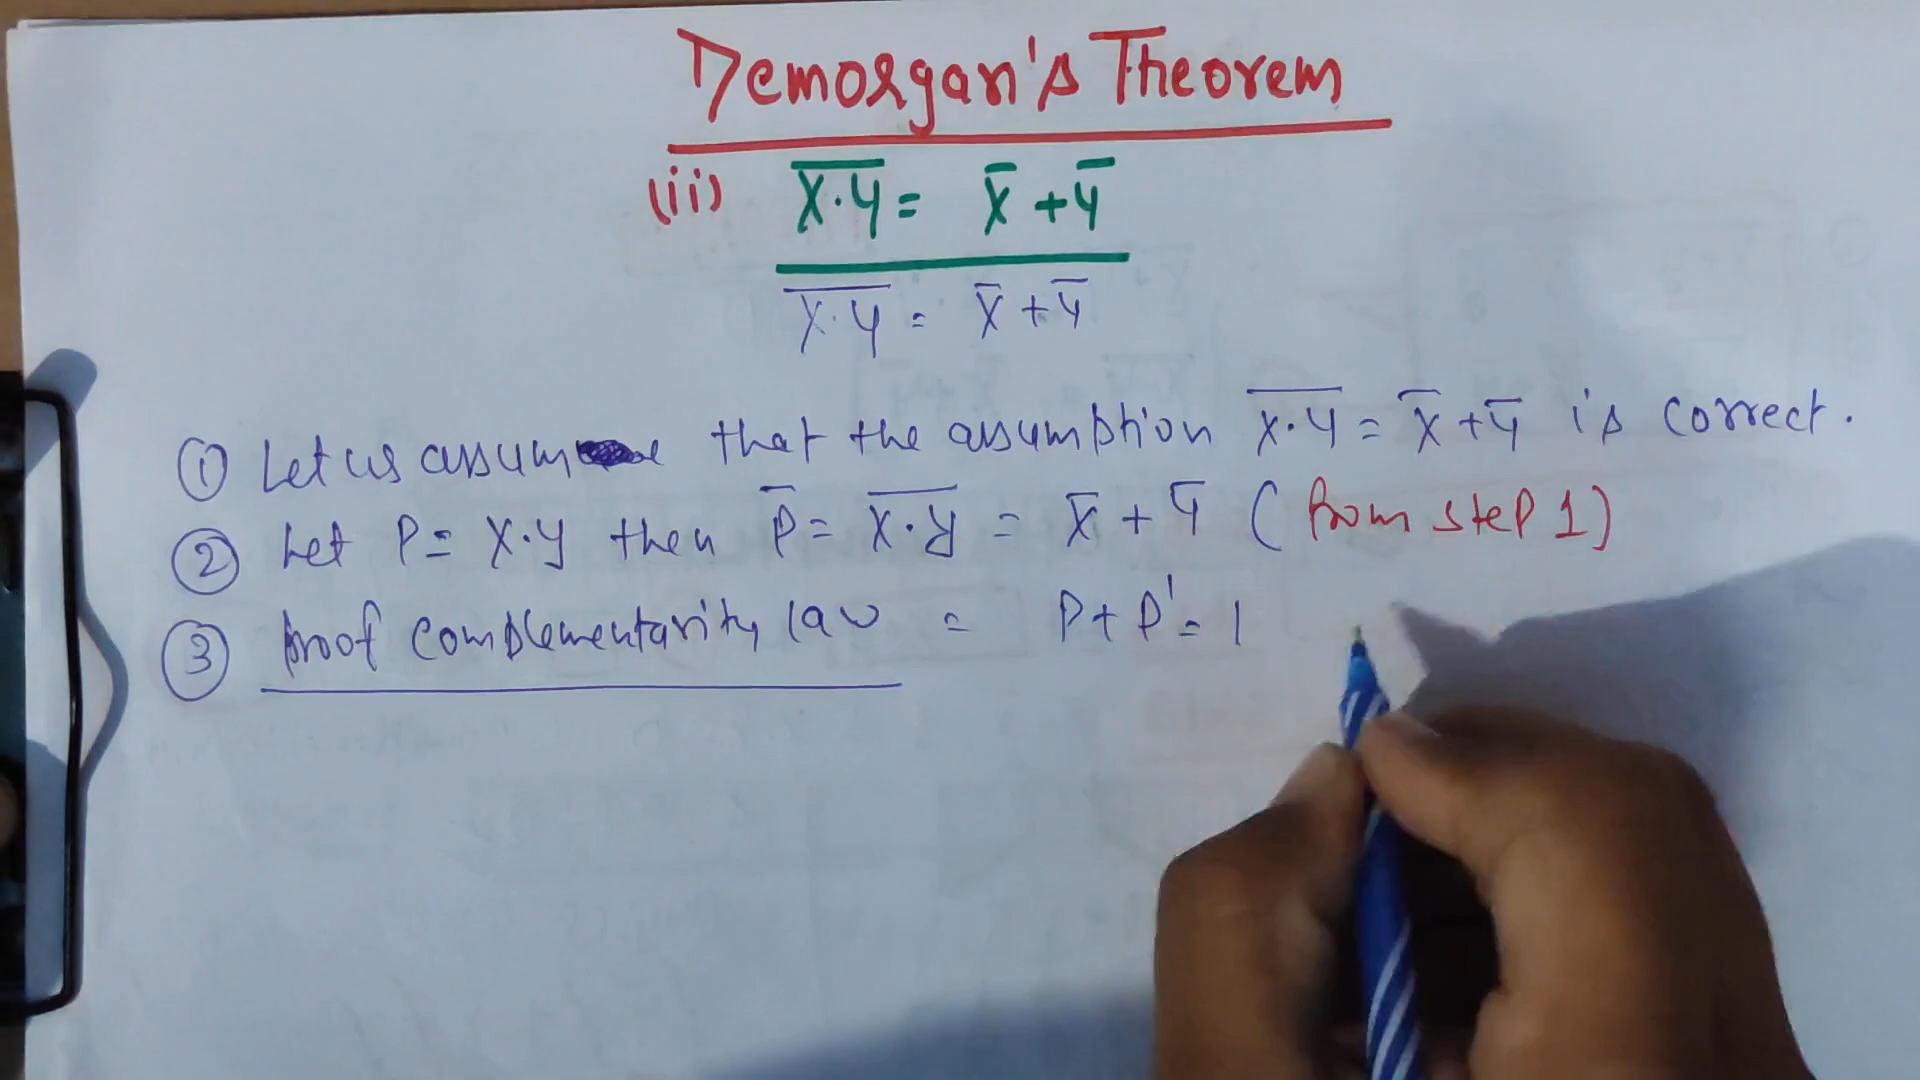 Demorgan's Theorem
(ii) X̅·̅Y̅ = X̅ + Y̅
X̅·̅Y̅ = X̅ + Y̅
① Let us assume that the assumption X̅·̅Y̅ = X̅ + Y̅ is correct.
② Let P = X·Y then P̅ = X̅·̅Y̅ = X̅ + Y̅ (from step 1)
③ Proof complementarity law = P + P' = 1